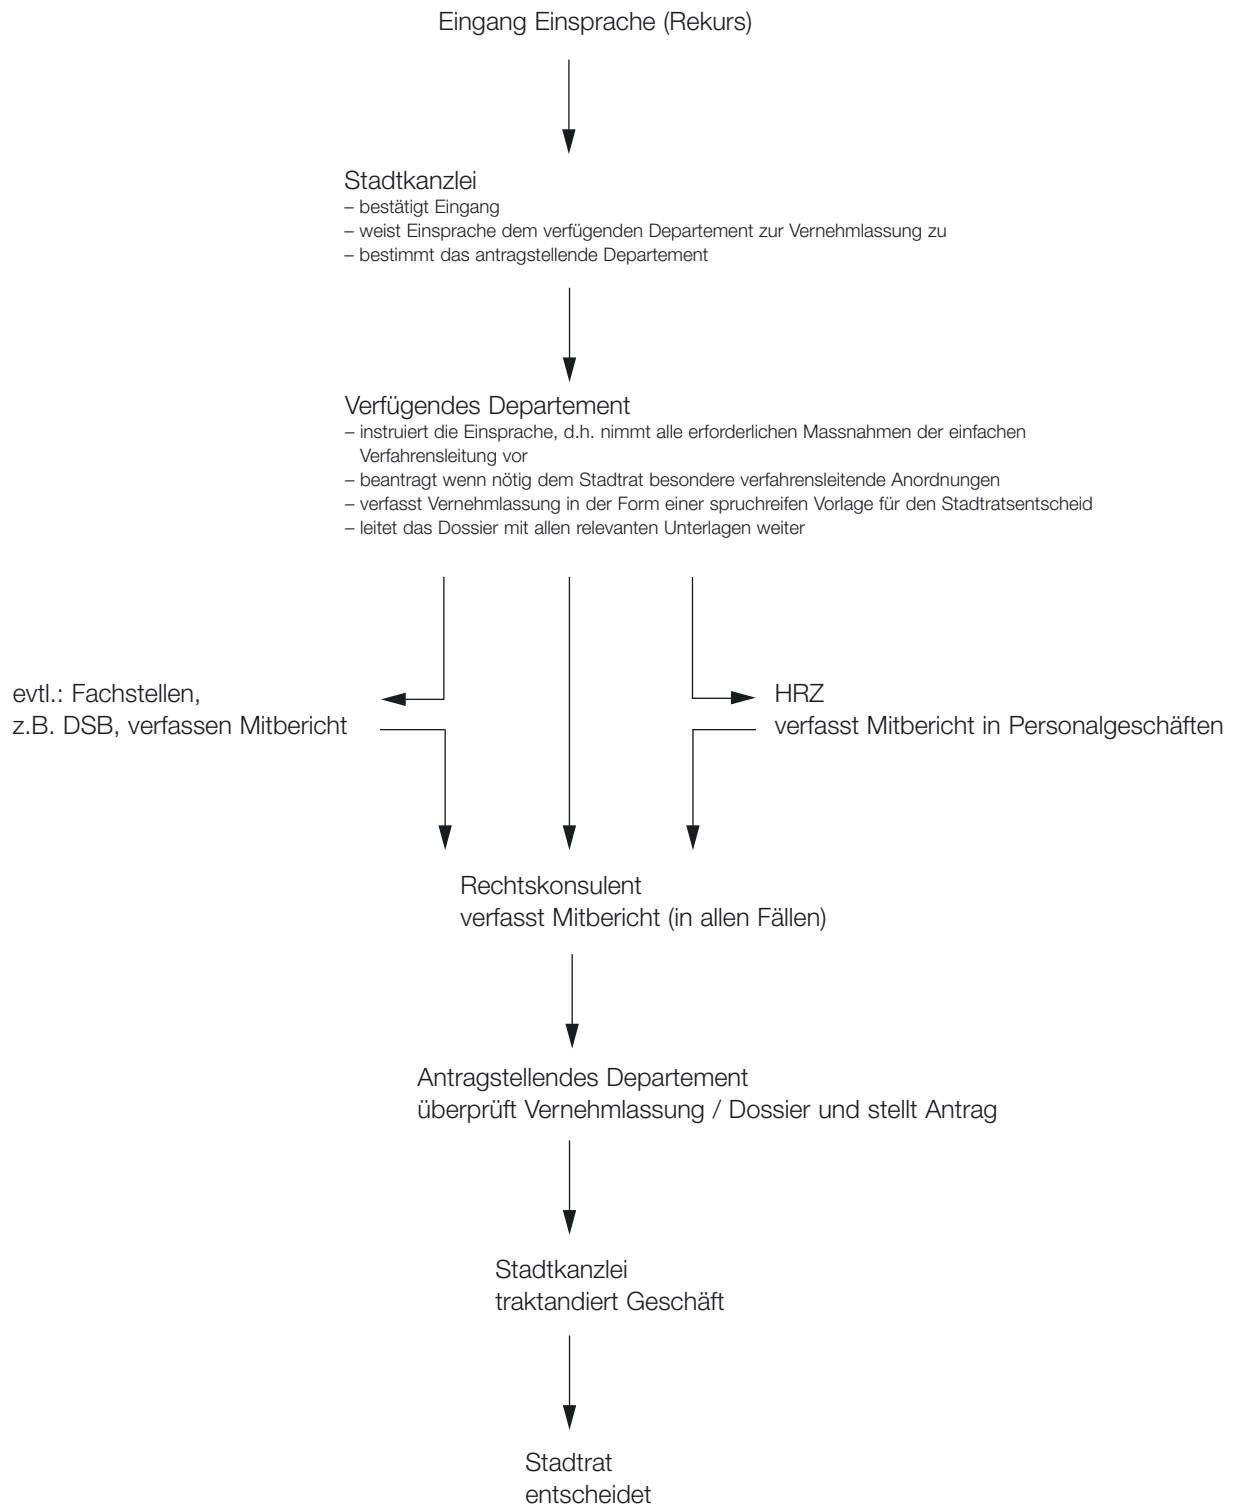 Eingang Einsprache (Rekurs)
Stadtkanzlei
– bestätigt Eingang
– weist Einsprache dem verfügenden Departement zur Vernehmlassung zu
– bestimmt das antragstellende Departement
Verfügendes Departement
– instruiert die Einsprache, d.h. nimmt alle erforderlichen Massnahmen der einfachen
Verfahrensleitung vor
– beantragt wenn nötig dem Stadtrat besondere verfahrensleitende Anordnungen
– verfasst Vernehmlassung in der Form einer spruchreifen Vorlage für den Stadtratsentscheid
– leitet das Dossier mit allen relevanten Unterlagen weiter
evtl.: Fachstellen,
z.B. DSB, verfassen Mitbericht
HRZ
verfasst Mitbericht in Personalgeschäften
Rechtskonsulent
verfasst Mitbericht (in allen Fällen)
Antragstellendes Departement
überprüft Vernehmlassung / Dossier und stellt Antrag
Stadtkanzlei
traktandiert Geschäft
Stadtrat
entscheidet